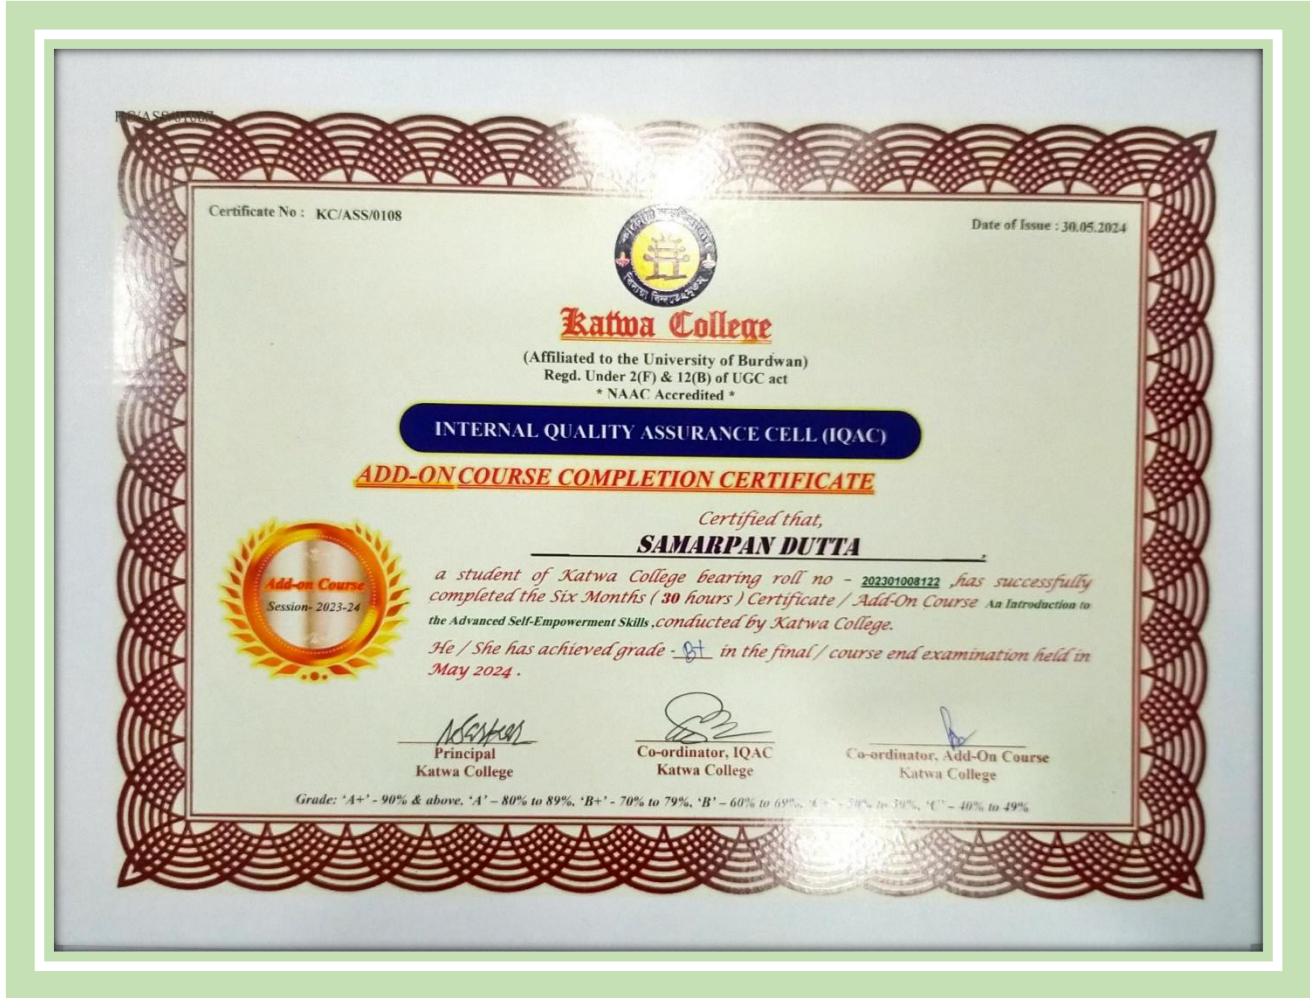 Certificate No : KC/ASS/0108
Date of Issue : 30.05.2024
Katwa College
(Affiliated to the University of Burdwan)
Regd. Under 2(F) & 12(B) of UGC act
* NAAC Accredited *
INTERNAL QUALITY ASSURANCE CELL (IQAC)
ADD-ON COURSE COMPLETION CERTIFICATE
Certified that,
SAMARPAN DUTTA ,
a student of Katwa College bearing roll no - 202301008122 ,has successfully
completed the Six Months ( 30 hours ) Certificate / Add-On Course An Introduction to
the Advanced Self-Empowerment Skills ,conducted by Katwa College.
He / She has achieved grade - B+ in the final / course end examination held in
May 2024 .
Add-on Course
Session- 2023-24
Principal
Katwa College
Co-ordinator, IQAC
Katwa College
Co-ordinator, Add-On Course
Katwa College
Grade: ‘A+’ - 90% & above, ‘A’ – 80% to 89%, ‘B+’ - 70% to 79%, ‘B’ – 60% to 69%, - to ‘C’ – 40% to 49%